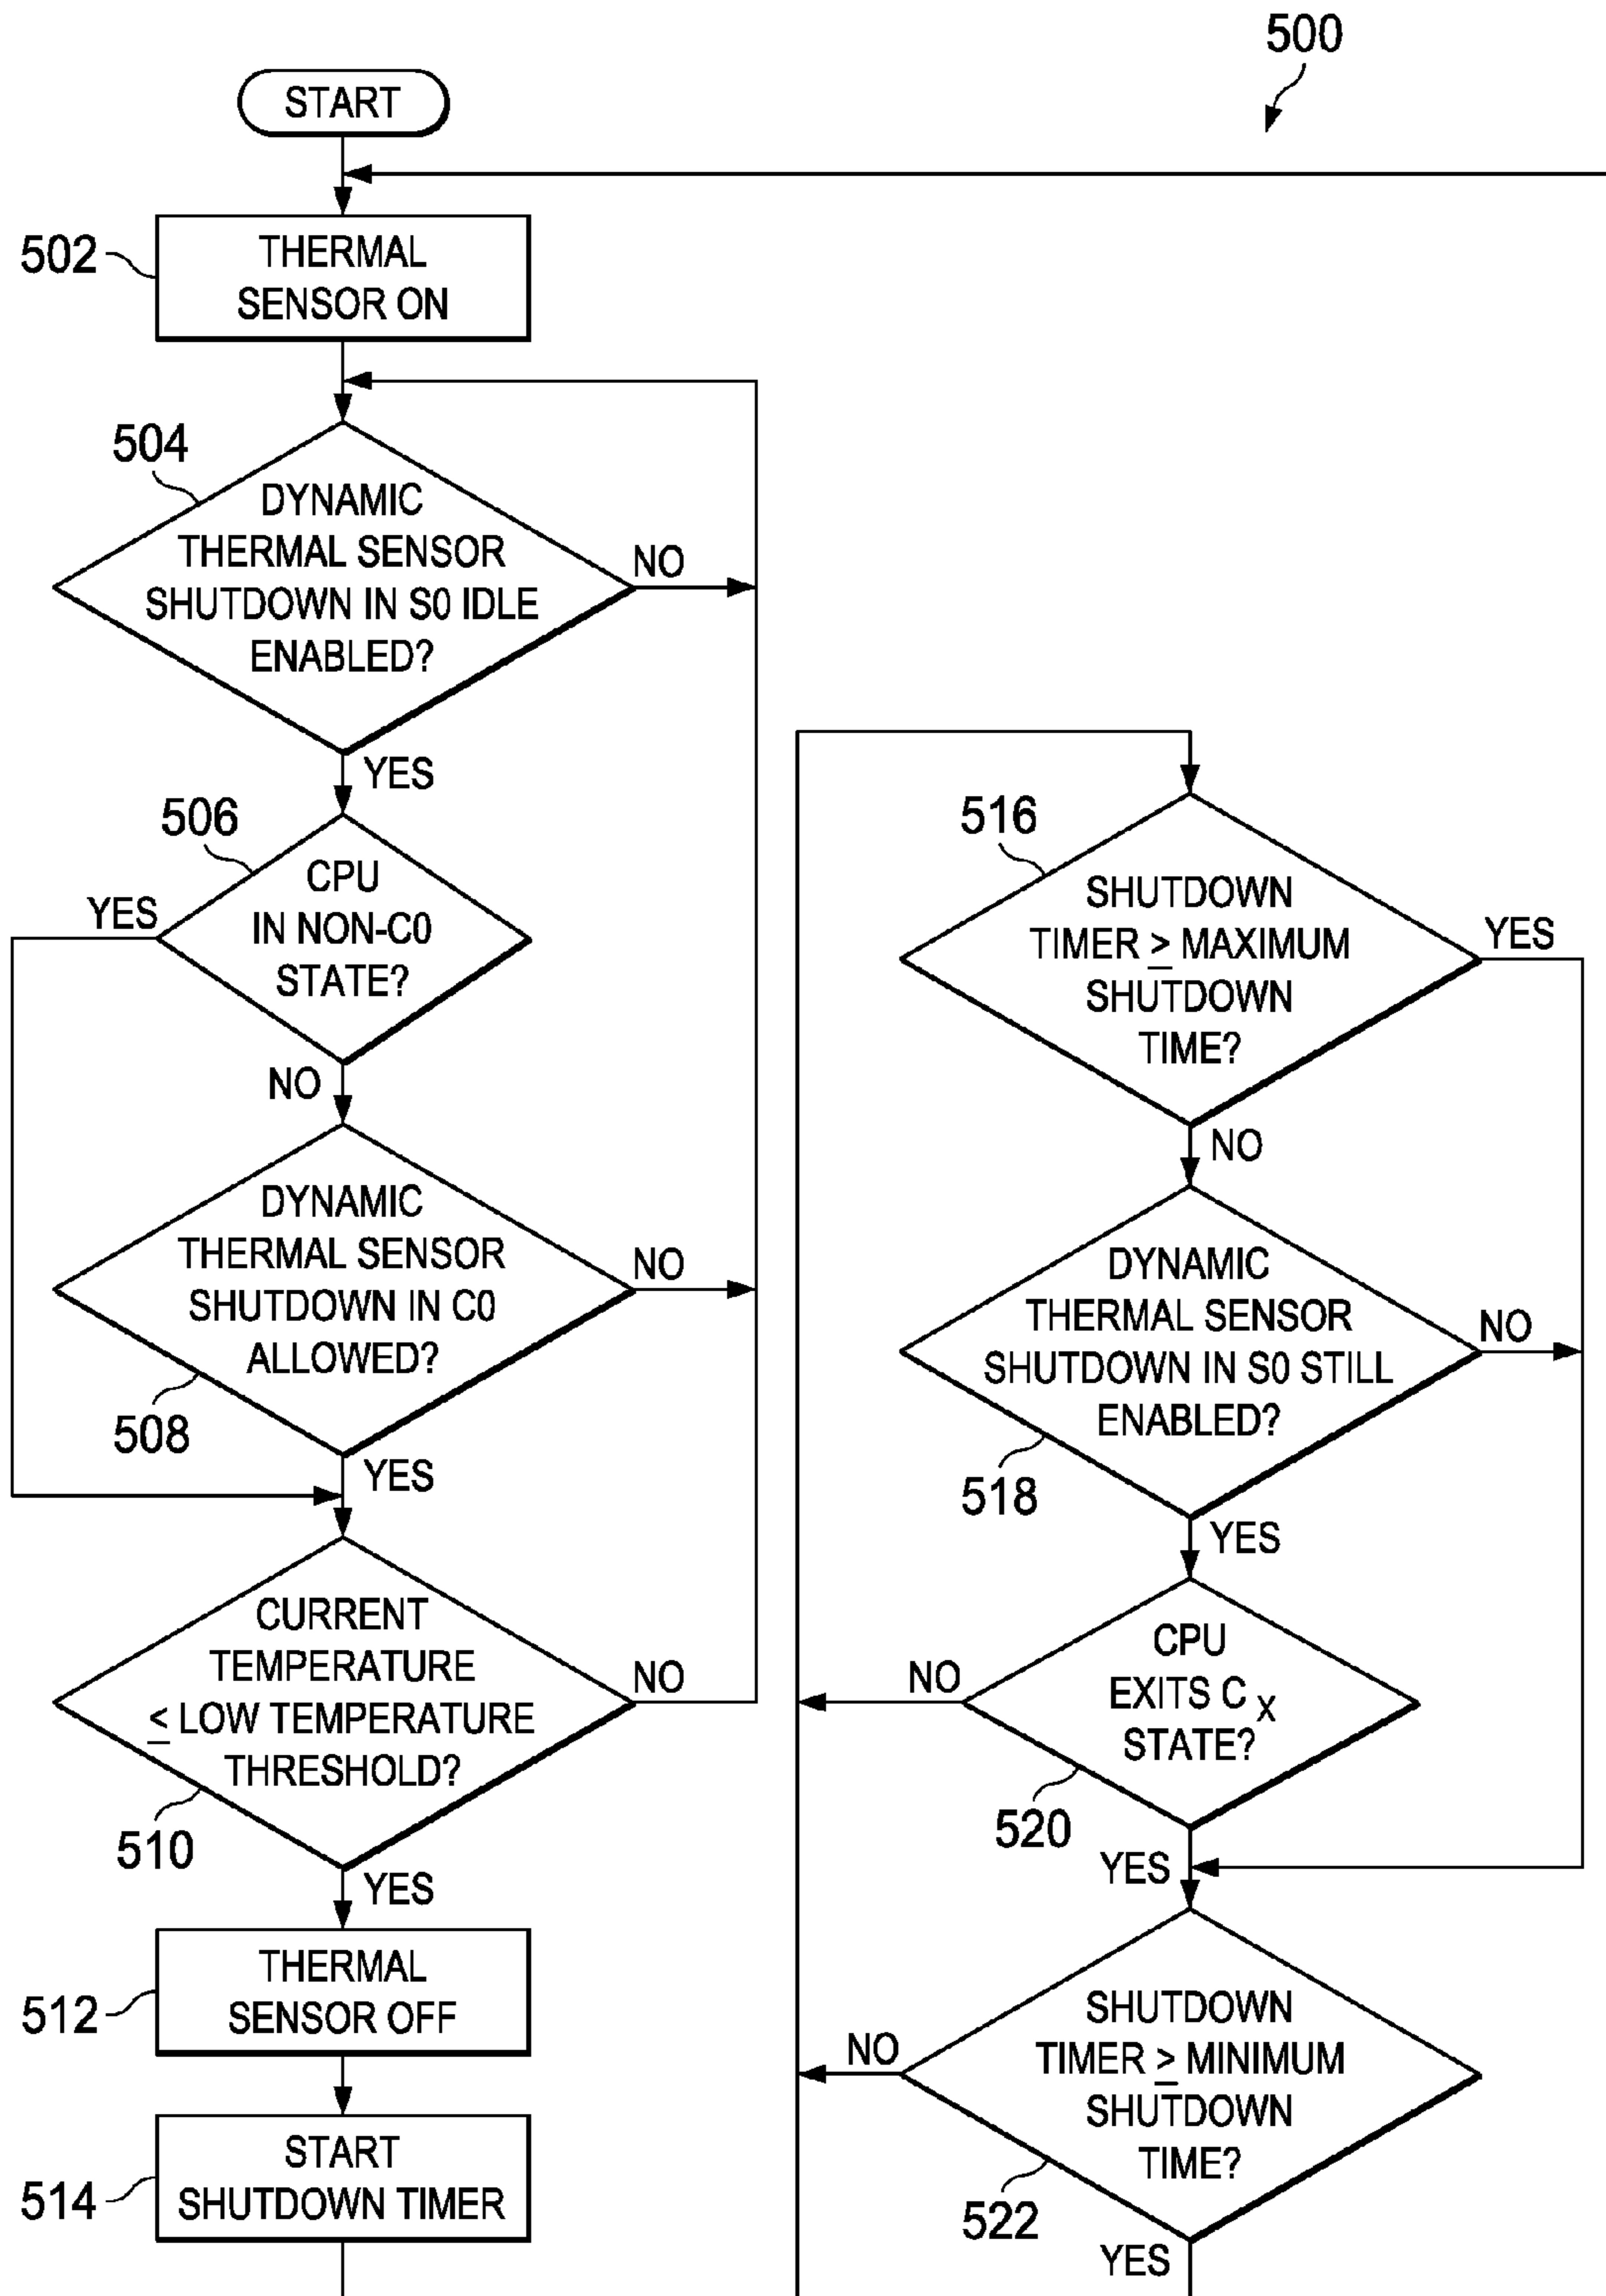 500
START
502
THERMAL
SENSOR ON
504
DYNAMIC
THERMAL SENSOR
SHUTDOWN IN S0 IDLE
ENABLED?
NO
YES
506
CPU
IN NON-C0
STATE?
YES
NO
DYNAMIC
THERMAL SENSOR
SHUTDOWN IN C0
ALLOWED?
NO
508
YES
CURRENT
TEMPERATURE
≤ LOW TEMPERATURE
THRESHOLD?
NO
510
YES
512
THERMAL
SENSOR OFF
514
START
SHUTDOWN TIMER
516
SHUTDOWN
TIMER ≥ MAXIMUM
SHUTDOWN
TIME?
YES
NO
DYNAMIC
THERMAL SENSOR
SHUTDOWN IN S0 STILL
ENABLED?
NO
518
YES
CPU
EXITS C X
STATE?
NO
520
YES
SHUTDOWN
TIMER ≥ MINIMUM
SHUTDOWN
TIME?
NO
522
YES